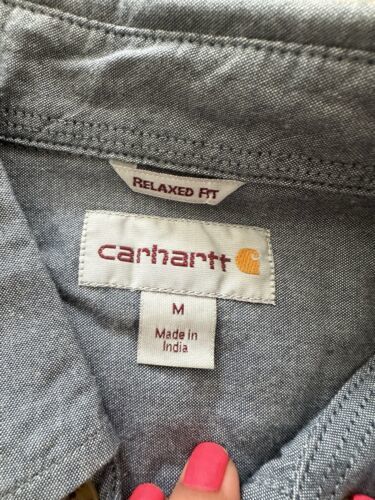 RELAXED FIT
carhartt
M
Made in
India